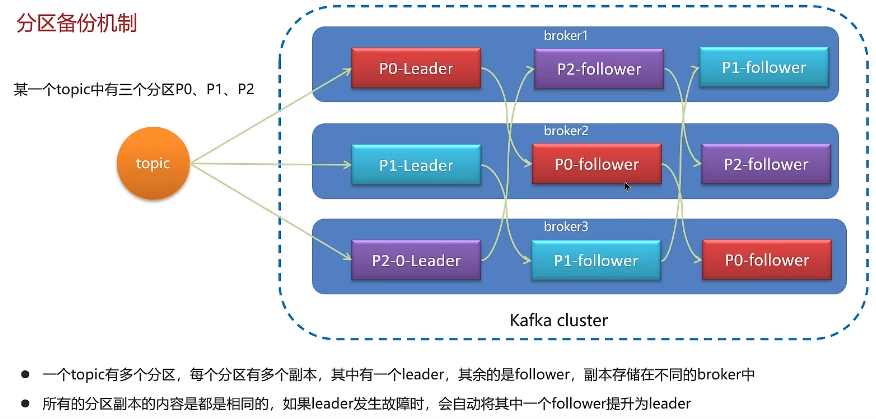 分区备份机制
某一个topic中有三个分区P0、P1、P2
topic
broker1
P0-Leader
P2-follower
P1-follower
broker2
P1-Leader
P0-follower
P2-follower
broker3
P2-0-Leader
P1-follower
P0-follower
Kafka cluster
● 一个topic有多个分区，每个分区有多个副本，其中有一个leader，其余的是follower，副本存储在不同的broker中
● 所有的分区副本的内容是都是相同的，如果leader发生故障时，会自动将其中一个follower提升为leader